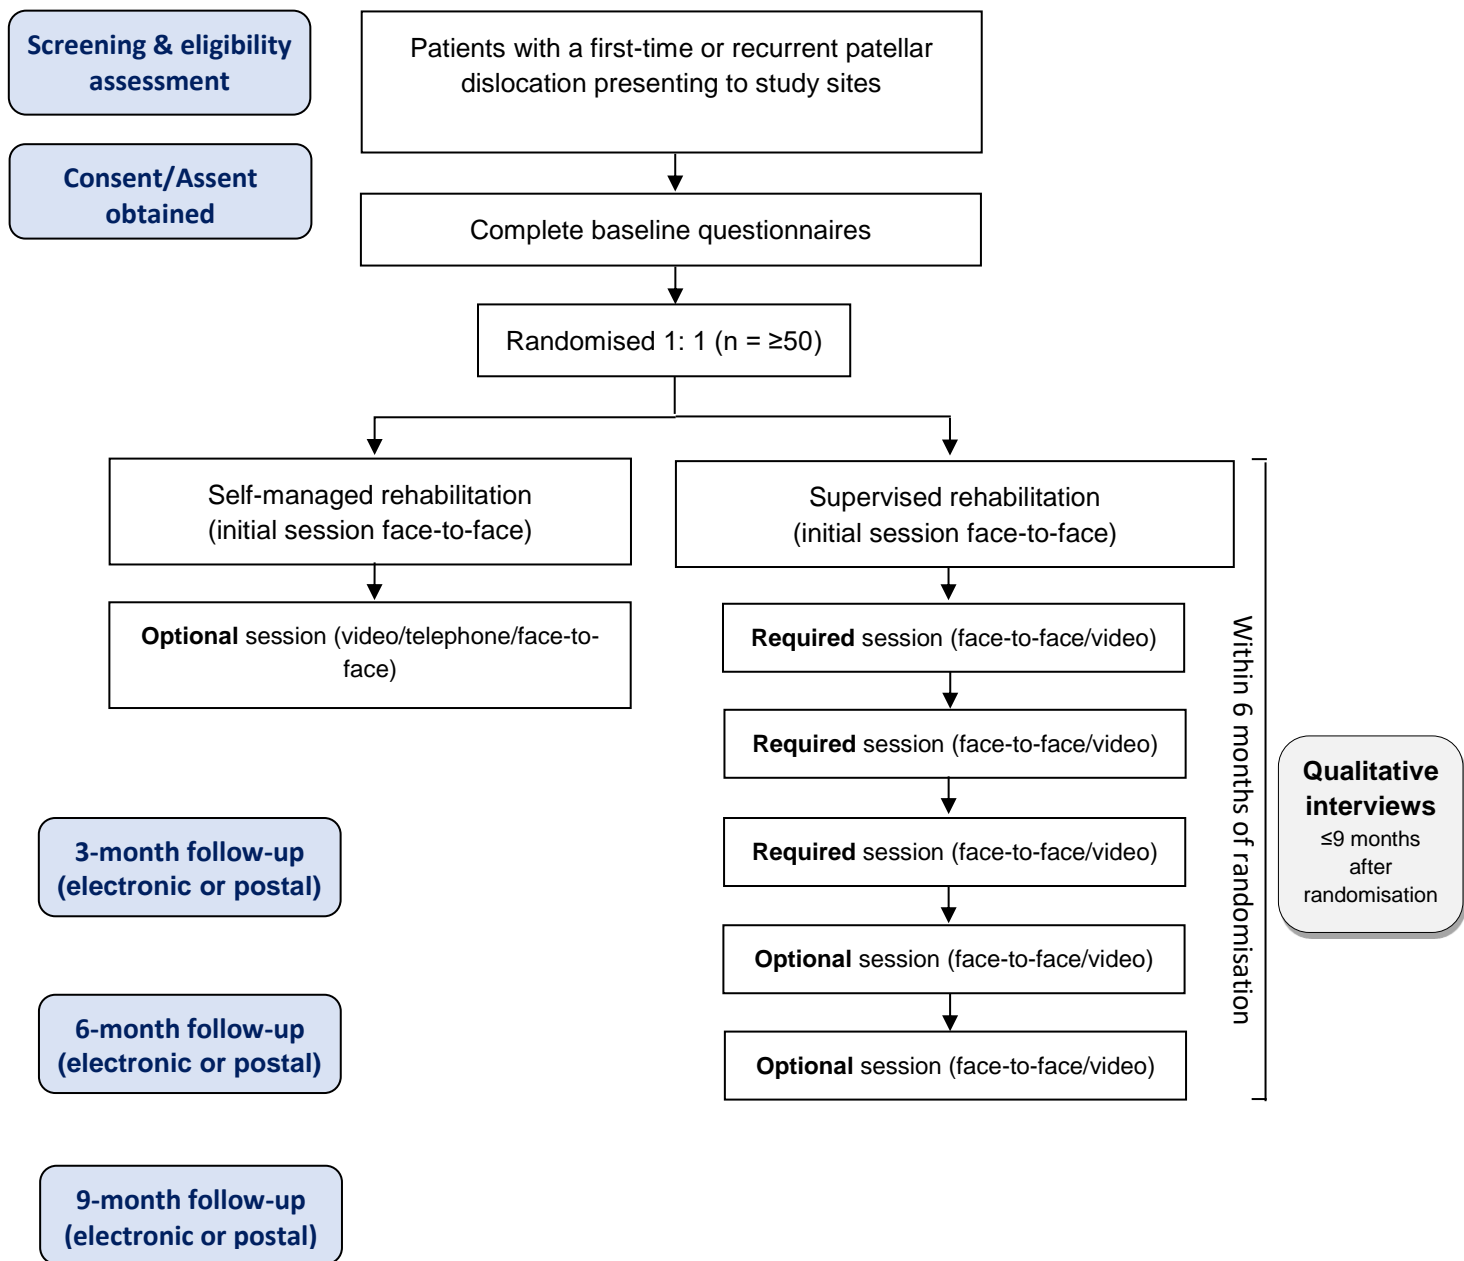 Screening & eligibility
assessment
Patients with a first-time or recurrent patellar
dislocation presenting to study sites
Consent/Assent
obtained
Complete baseline questionnaires
Randomised 1: 1 (n = ≥50)
Self-managed rehabilitation
(initial session face-to-face)
Supervised rehabilitation
(initial session face-to-face)
Optional session (video/telephone/face-to-
face)
Required session (face-to-face/video)
Required session (face-to-face/video)
Required session (face-to-face/video)
Optional session (face-to-face/video)
Optional session (face-to-face/video)
Within 6 months of randomisation
Qualitative
interviews
≤9 months
after
randomisation
3-month follow-up
(electronic or postal)
6-month follow-up
(electronic or postal)
9-month follow-up
(electronic or postal)